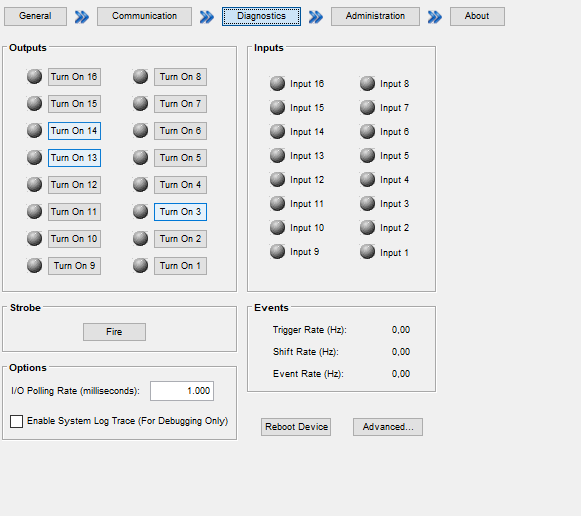 General Communication Diagnostics Administration About
Outputs
Turn On 16 Turn On 8
Turn On 15 Turn On 7
Turn On 14 Turn On 6
Turn On 13 Turn On 5
Turn On 12 Turn On 4
Turn On 11 Turn On 3
Turn On 10 Turn On 2
Turn On 9 Turn On 1
Inputs
Input 16 Input 8
Input 15 Input 7
Input 14 Input 6
Input 13 Input 5
Input 12 Input 4
Input 11 Input 3
Input 10 Input 2
Input 9 Input 1
Strobe
Fire
Events
Trigger Rate (Hz): 0,00
Shift Rate (Hz): 0,00
Event Rate (Hz): 0,00
Options
I/O Polling Rate (milliseconds): 1.000
Enable System Log Trace (For Debugging Only)
Reboot Device Advanced...